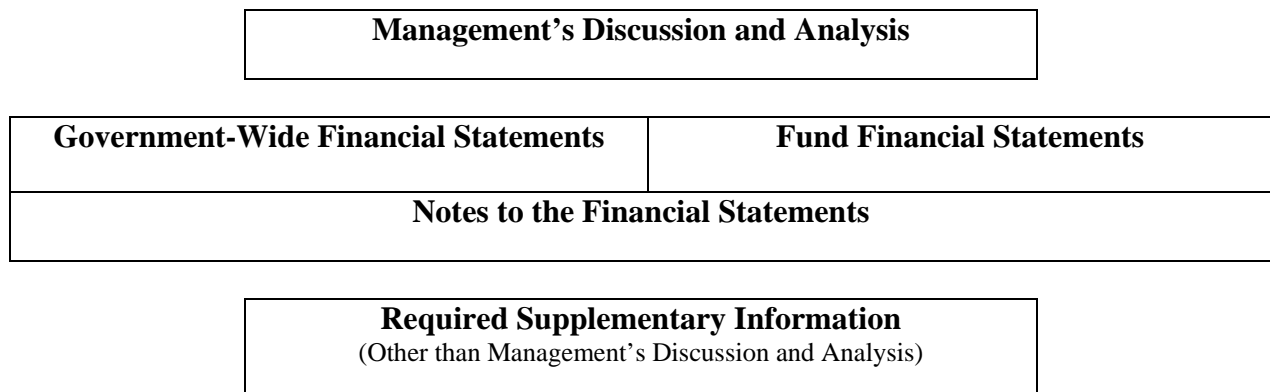 Management’s Discussion and Analysis
Government-Wide Financial Statements
Fund Financial Statements
Notes to the Financial Statements
Required Supplementary Information
(Other than Management’s Discussion and Analysis)